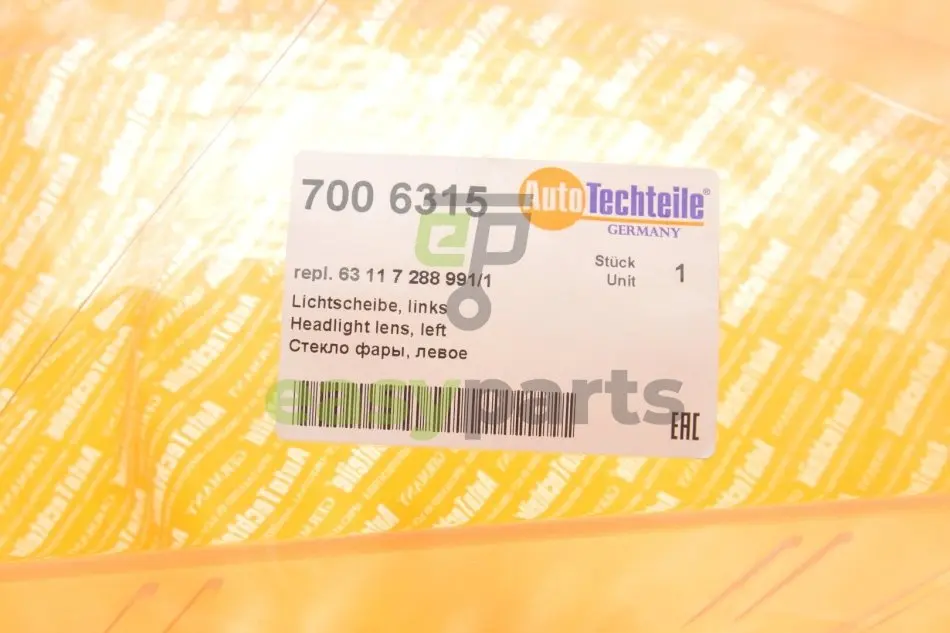 700 6315
AutoTechteile®
GERMANY
repl. 63 11 7 288 991/1
Stück 1
Unit
Lichtscheibe, links
Headlight lens, left
Стекло фары, левое
easyparts
EAC